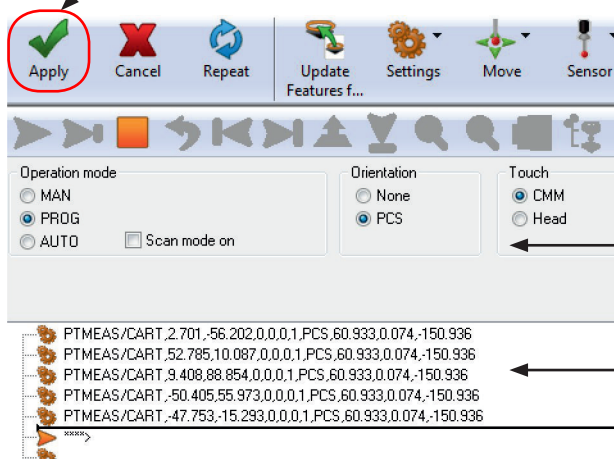 Apply Cancel Repeat Update Settings Move Sensor
Features f...
Operation mode Orientation Touch
MAN None CMM
PROG PCS Head
AUTO Scan mode on
PTMEAS/CART,2.701,-56.202,0,0,0,1,PCS,60.933,0.074,-150.936
PTMEAS/CART,52.785,10.087,0,0,0,1,PCS,60.933,0.074,-150.936
PTMEAS/CART,9.408,88.854,0,0,0,1,PCS,60.933,0.074,-150.936
PTMEAS/CART,-50.405,55.973,0,0,0,1,PCS,60.933,0.074,-150.936
PTMEAS/CART,-47.753,-15.293,0,0,0,1,PCS,60.933,0.074,-150.936
****>